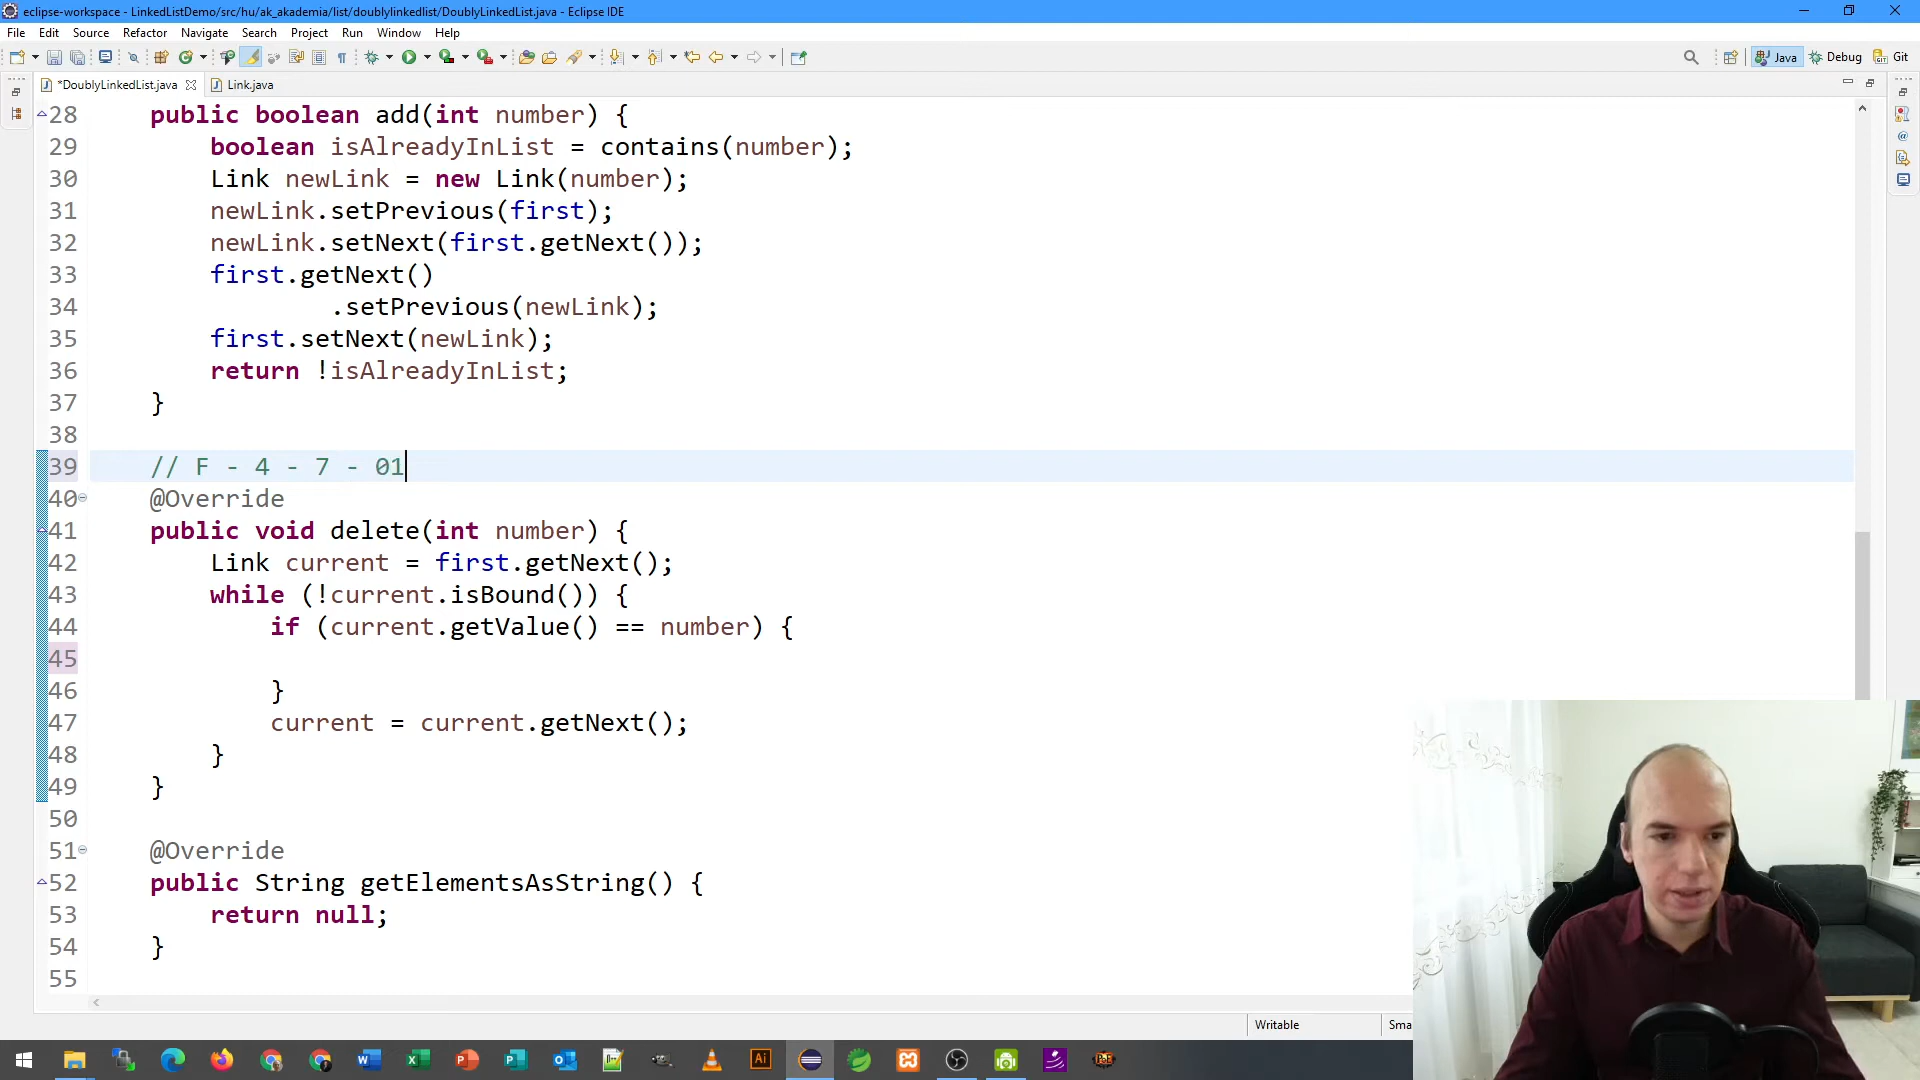 eclipse-workspace - LinkedListDemo/src/hu/ak_akademia/list/doublylinkedlist/DoublyLinkedList.java - Eclipse IDE
File Edit Source Refactor Navigate Search Project Run Window Help
Java Debug Git
*DoublyLinkedList.java Link.java
28 public boolean add(int number) {
29 boolean isAlreadyInList = contains(number);
30 Link newLink = new Link(number);
31 newLink.setPrevious(first);
32 newLink.setNext(first.getNext());
33 first.getNext()
34 .setPrevious(newLink);
35 first.setNext(newLink);
36 return !isAlreadyInList;
37 }
38
39 // F - 4 - 7 - 01
40 @Override
41 public void delete(int number) {
42 Link current = first.getNext();
43 while (!current.isBound()) {
44 if (current.getValue() == number) {
45
46 }
47 current = current.getNext();
48 }
49 }
50
51 @Override
52 public String getElementsAsString() {
53 return null;
54 }
55
Writable Sma